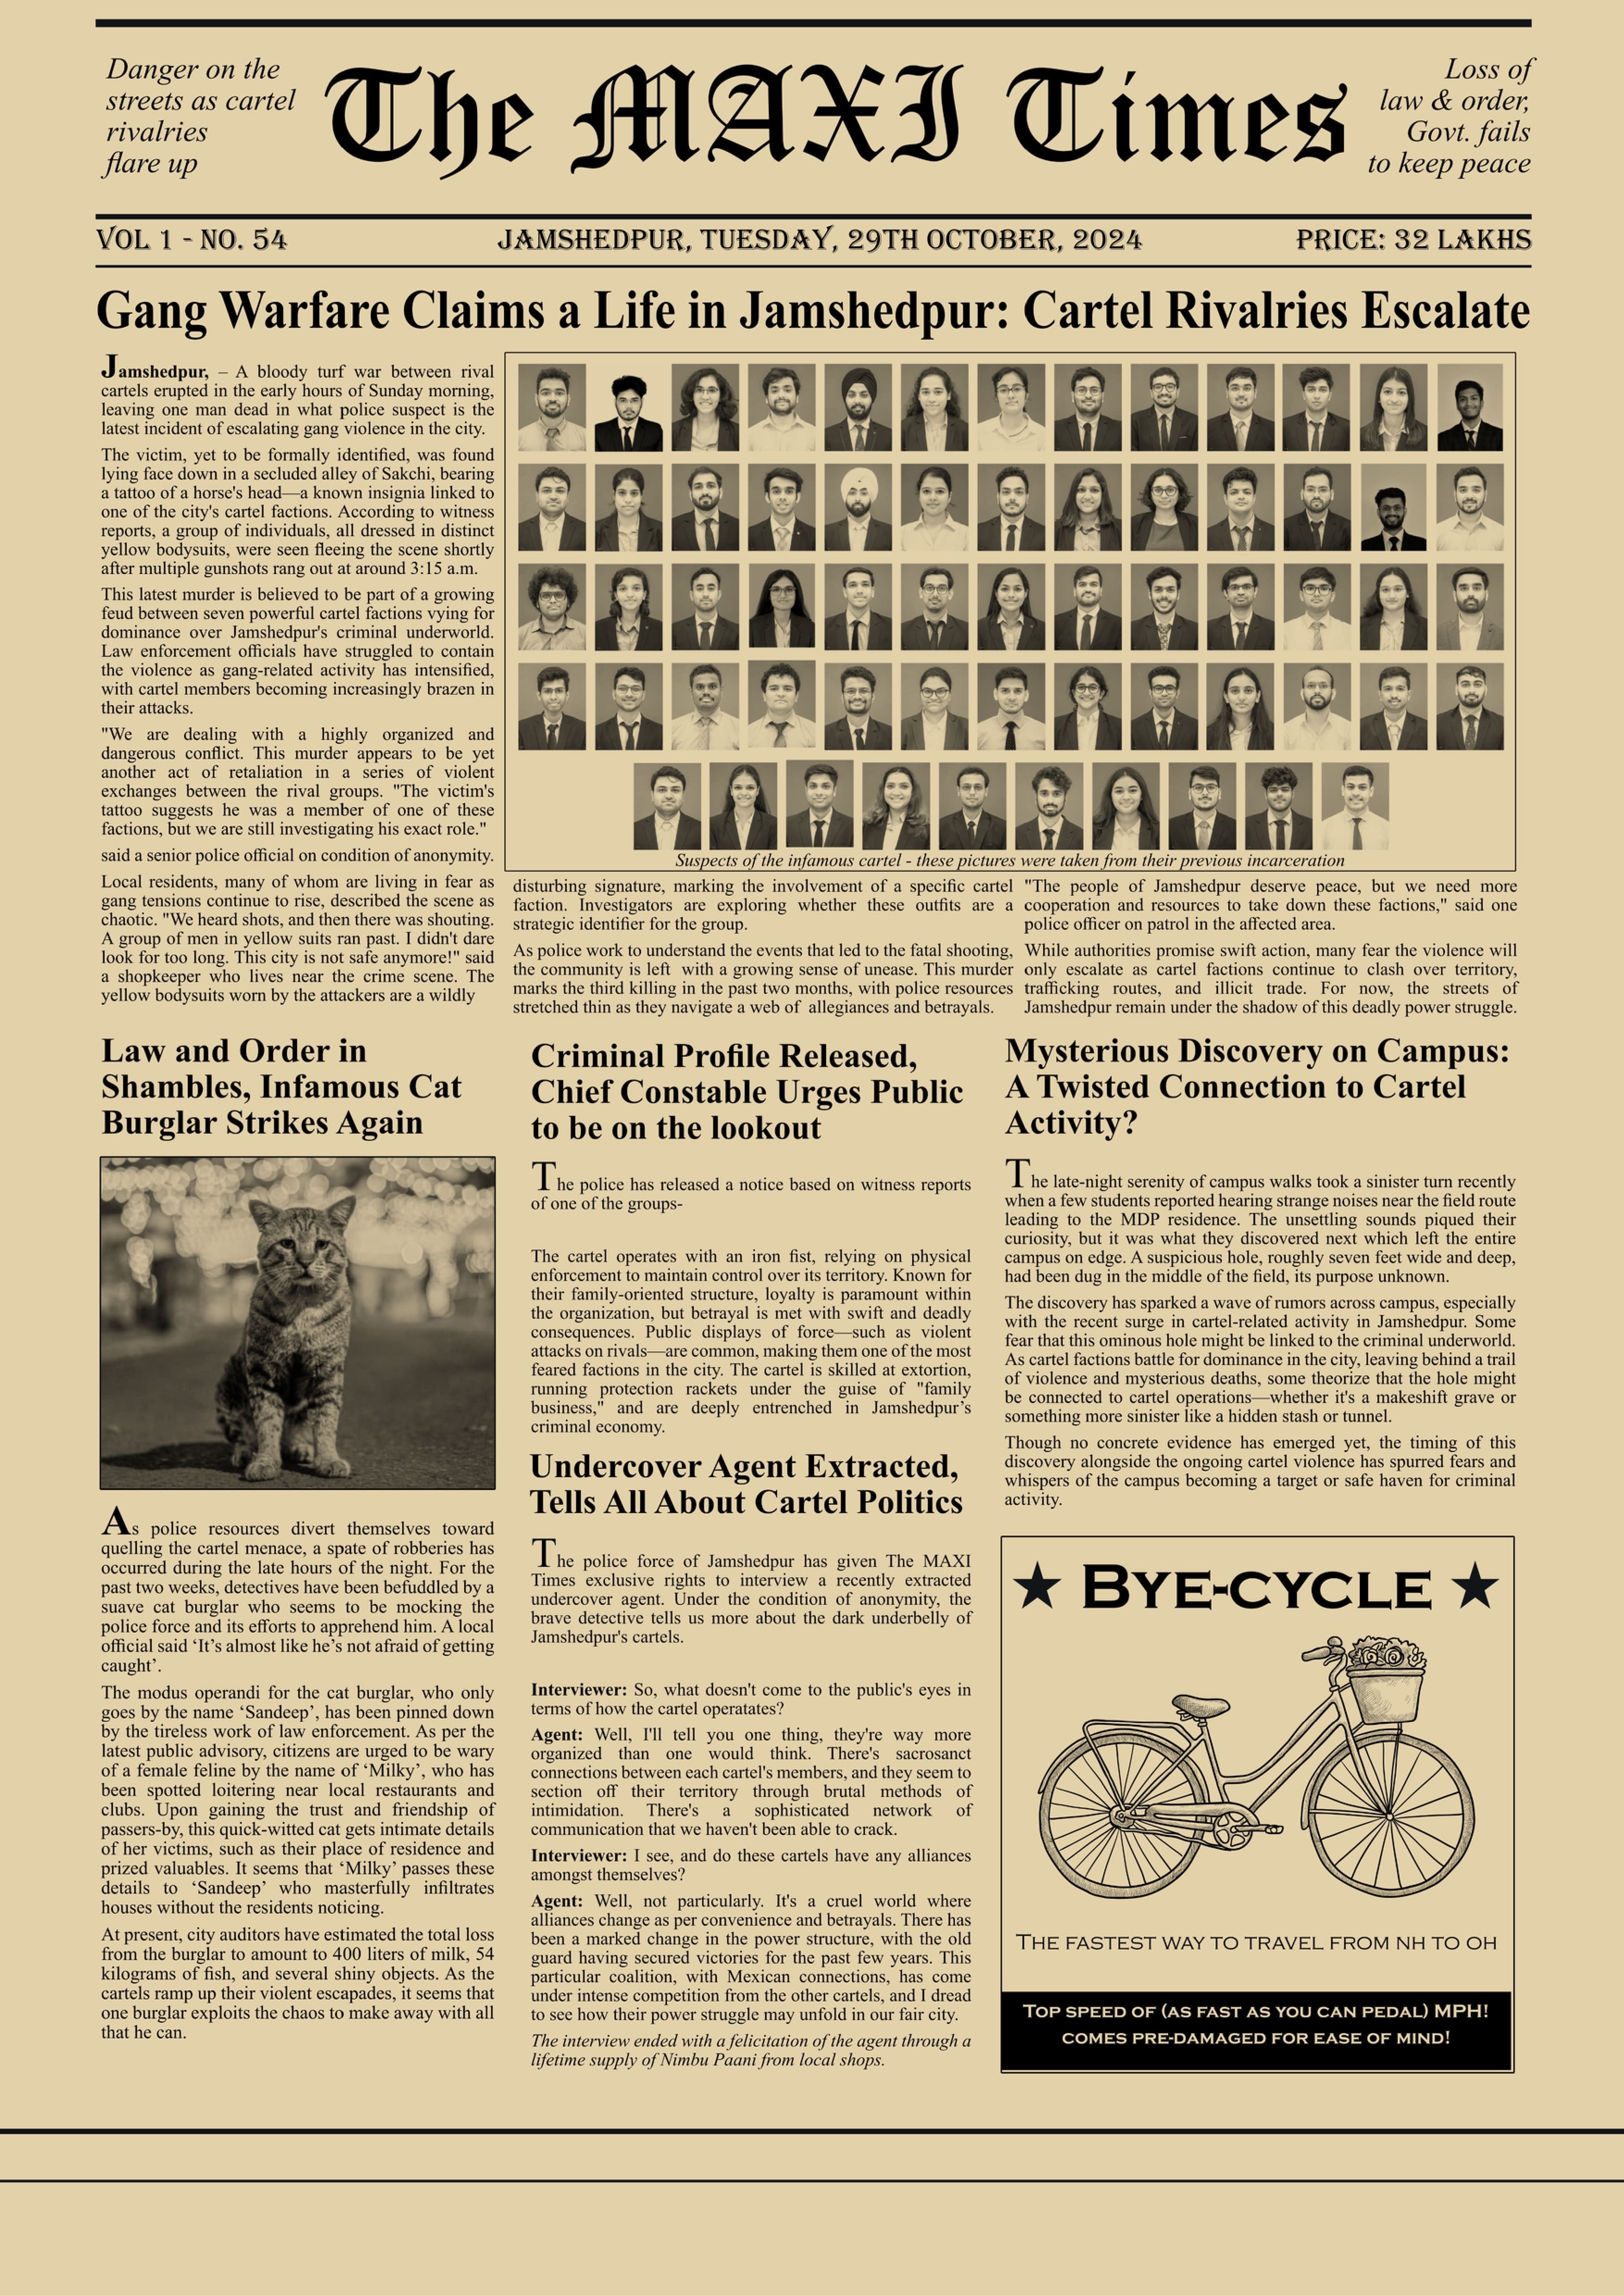 Danger on the
streets as cartel
rivalries
flare up
The MAXI Times
Loss of
law & order,
Govt. fails
to keep peace
VOL 1 - NO. 54
JAMSHEDPUR, TUESDAY, 29TH OCTOBER, 2024
PRICE: 32 LAKHS
Gang Warfare Claims a Life in Jamshedpur: Cartel Rivalries Escalate
Jamshedpur, – A bloody turf war between rival
cartels erupted in the early hours of Sunday morning,
leaving one man dead in what police suspect is the
latest incident of escalating gang violence in the city.
The victim, yet to be formally identified, was found
lying face down in a secluded alley of Sakchi, bearing
a tattoo of a horse's head—a known insignia linked to
one of the city's cartel factions. According to witness
reports, a group of individuals, all dressed in distinct
yellow bodysuits, were seen fleeing the scene shortly
after multiple gunshots rang out at around 3:15 a.m.
This latest murder is believed to be part of a growing
feud between seven powerful cartel factions vying for
dominance over Jamshedpur's criminal underworld.
Law enforcement officials have struggled to contain
the violence as gang-related activity has intensified,
with cartel members becoming increasingly brazen in
their attacks.
"We are dealing with a highly organized and
dangerous conflict. This murder appears to be yet
another act of retaliation in a series of violent
exchanges between the rival groups. "The victim's
tattoo suggests he was a member of one of these
factions, but we are still investigating his exact role."
said a senior police official on condition of anonymity.
Local residents, many of whom are living in fear as
gang tensions continue to rise, described the scene as
chaotic. "We heard shots, and then there was shouting.
A group of men in yellow suits ran past. I didn't dare
look for too long. This city is not safe anymore!" said
a shopkeeper who lives near the crime scene. The
yellow bodysuits worn by the attackers are a wildly
Suspects of the infamous cartel - these pictures were taken from their previous incarceration
disturbing signature, marking the involvement of a specific cartel
faction. Investigators are exploring whether these outfits are a
strategic identifier for the group.
As police work to understand the events that led to the fatal shooting,
the community is left with a growing sense of unease. This murder
marks the third killing in the past two months, with police resources
stretched thin as they navigate a web of allegiances and betrayals.
"The people of Jamshedpur deserve peace, but we need more
cooperation and resources to take down these factions," said one
police officer on patrol in the affected area.
While authorities promise swift action, many fear the violence will
only escalate as cartel factions continue to clash over territory,
trafficking routes, and illicit trade. For now, the streets of
Jamshedpur remain under the shadow of this deadly power struggle.
Law and Order in
Shambles, Infamous Cat
Burglar Strikes Again
As police resources divert themselves toward
quelling the cartel menace, a spate of robberies has
occurred during the late hours of the night. For the
past two weeks, detectives have been befuddled by a
suave cat burglar who seems to be mocking the
police force and its efforts to apprehend him. A local
official said ‘It’s almost like he’s not afraid of getting
caught’.
The modus operandi for the cat burglar, who only
goes by the name ‘Sandeep’, has been pinned down
by the tireless work of law enforcement. As per the
latest public advisory, citizens are urged to be wary
of a female feline by the name of ‘Milky’, who has
been spotted loitering near local restaurants and
clubs. Upon gaining the trust and friendship of
passers-by, this quick-witted cat gets intimate details
of her victims, such as their place of residence and
prized valuables. It seems that ‘Milky’ passes these
details to ‘Sandeep’ who masterfully infiltrates
houses without the residents noticing.
At present, city auditors have estimated the total loss
from the burglar to amount to 400 liters of milk, 54
kilograms of fish, and several shiny objects. As the
cartels ramp up their violent escapades, it seems that
one burglar exploits the chaos to make away with all
that he can.
Criminal Profile Released,
Chief Constable Urges Public
to be on the lookout
The police has released a notice based on witness reports
of one of the groups-
The cartel operates with an iron fist, relying on physical
enforcement to maintain control over its territory. Known for
their family-oriented structure, loyalty is paramount within
the organization, but betrayal is met with swift and deadly
consequences. Public displays of force—such as violent
attacks on rivals—are common, making them one of the most
feared factions in the city. The cartel is skilled at extortion,
running protection rackets under the guise of "family
business," and are deeply entrenched in Jamshedpur’s
criminal economy.
Undercover Agent Extracted,
Tells All About Cartel Politics
The police force of Jamshedpur has given The MAXI
Times exclusive rights to interview a recently extracted
undercover agent. Under the condition of anonymity, the
brave detective tells us more about the dark underbelly of
Jamshedpur's cartels.
Interviewer: So, what doesn't come to the public's eyes in
terms of how the cartel operatates?
Agent: Well, I'll tell you one thing, they're way more
organized than one would think. There's sacrosanct
connections between each cartel's members, and they seem to
section off their territory through brutal methods of
intimidation. There's a sophisticated network of
communication that we haven't been able to crack.
Interviewer: I see, and do these cartels have any alliances
amongst themselves?
Agent: Well, not particularly. It's a cruel world where
alliances change as per convenience and betrayals. There has
been a marked change in the power structure, with the old
guard having secured victories for the past few years. This
particular coalition, with Mexican connections, has come
under intense competition from the other cartels, and I dread
to see how their power struggle may unfold in our fair city.
The interview ended with a felicitation of the agent through a
lifetime supply of Nimbu Paani from local shops.
Mysterious Discovery on Campus:
A Twisted Connection to Cartel
Activity?
The late-night serenity of campus walks took a sinister turn recently
when a few students reported hearing strange noises near the field route
leading to the MDP residence. The unsettling sounds piqued their
curiosity, but it was what they discovered next which left the entire
campus on edge. A suspicious hole, roughly seven feet wide and deep,
had been dug in the middle of the field, its purpose unknown.
The discovery has sparked a wave of rumors across campus, especially
with the recent surge in cartel-related activity in Jamshedpur. Some
fear that this ominous hole might be linked to the criminal underworld.
As cartel factions battle for dominance in the city, leaving behind a trail
of violence and mysterious deaths, some theorize that the hole might
be connected to cartel operations—whether it's a makeshift grave or
something more sinister like a hidden stash or tunnel.
Though no concrete evidence has emerged yet, the timing of this
discovery alongside the ongoing cartel violence has spurred fears and
whispers of the campus becoming a target or safe haven for criminal
activity.
BYE-CYCLE
THE FASTEST WAY TO TRAVEL FROM NH TO OH
TOP SPEED OF (AS FAST AS YOU CAN PEDAL) MPH!
COMES PRE-DAMAGED FOR EASE OF MIND!